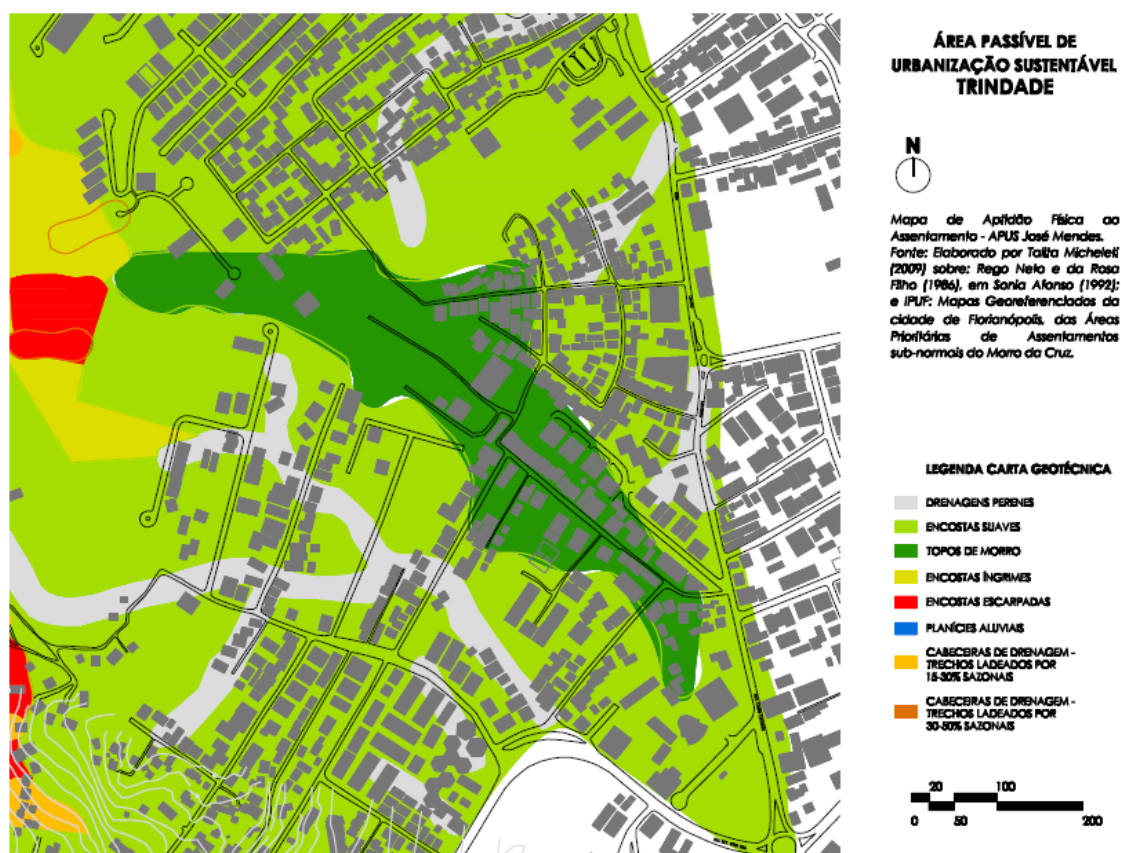 ÁREA PASSÍVEL DE
URBANIZAÇÃO SUSTENTÁVEL
TRINDADE
N
Mapa de Aptidão Física ao
Assentamento - APUS José Mendes.
Fonte: Elaborado por Talita Micheleti
(2009) sobre: Rego Neto e da Rosa
Filho (1986), em Sonia Afonso (1992);
e IPUF: Mapas Georeferenciados da
cidade de Florianópolis, das Áreas
Prioritárias de Assentamentos
sub-normais do Morro da Cruz.
LEGENDA CARTA GEOTÉCNICA
DRENAGENS PERENES
ENCOSTAS SUAVES
TOPOS DE MORRO
ENCOSTAS ÍNGRIMES
ENCOSTAS ESCARPADAS
PLANÍCIES ALUVIAIS
CABECEIRAS DE DRENAGEM -
TRECHOS LADEADOS POR
15-30% SAZONAIS
CABECEIRAS DE DRENAGEM -
TRECHOS LADEADOS POR
30-50% SAZONAIS
20 100
0 50 200